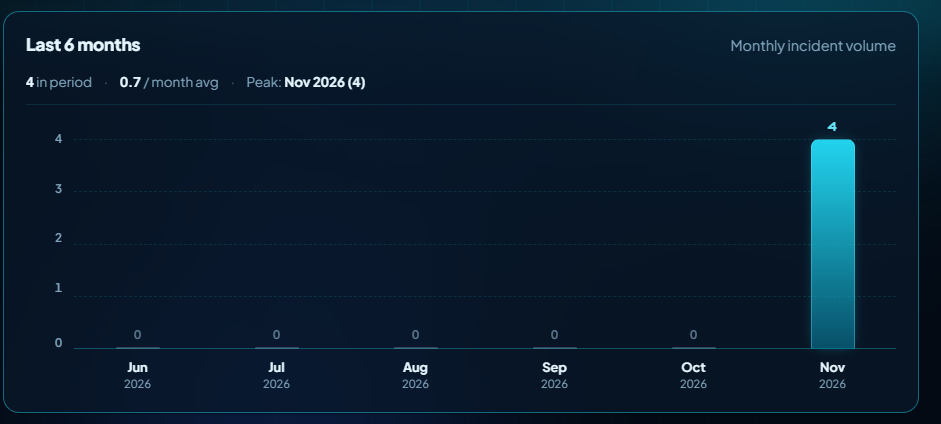 Last 6 months
Monthly incident volume
4 in period · 0.7 / month avg · Peak: Nov 2026 (4)
4
4
3
2
1
0
0 0 0 0 0
Jun Jul Aug Sep Oct Nov
2026 2026 2026 2026 2026 2026